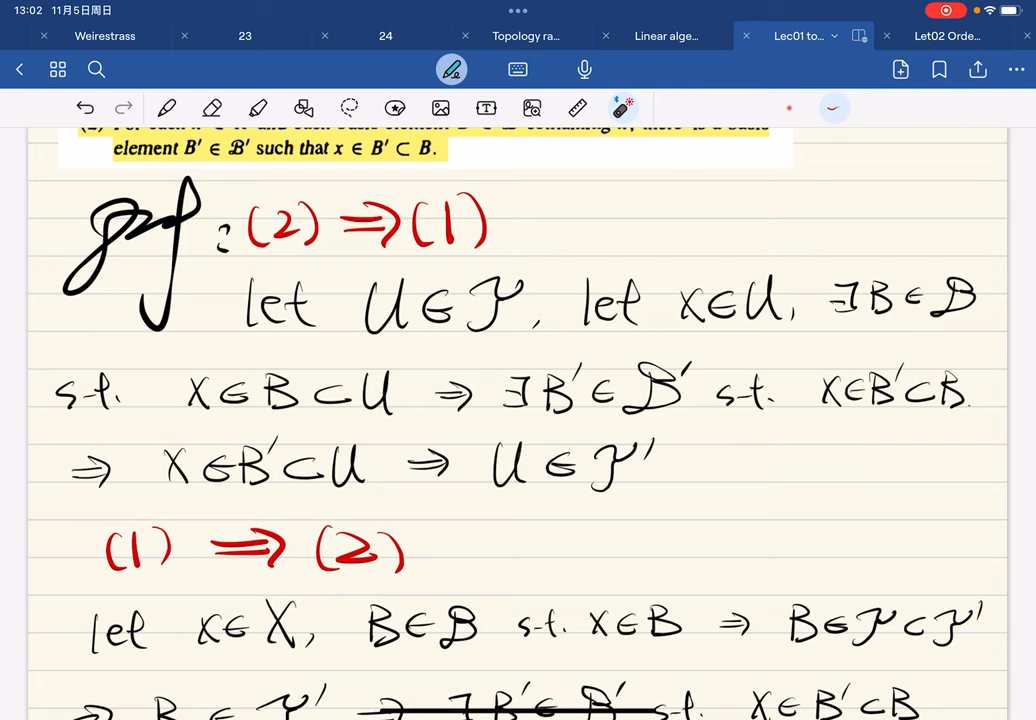 13:02 11月5日周日
Weirestrass
23
24
Topology ra...
Linear alge...
Lec01 to...
Let02 Orde...
element B' ∈ ℬ' such that x ∈ B' ⊂ B.
prf: (2) ⇒ (1)
let U ∈ 𝒯, let x ∈ U, ∃ B ∈ ℬ
s.t. x ∈ B ⊂ U ⇒ ∃ B' ∈ ℬ' s.t. x ∈ B' ⊂ B.
⇒ x ∈ B' ⊂ U ⇒ U ∈ 𝒯'
(1) ⇒ (2)
let x ∈ X, B ∈ ℬ s.t. x ∈ B ⇒ B ∈ 𝒯 ⊂ 𝒯'
⇒ B ∈ 𝒯' ⇒ ∃ B' ∈ ℬ' s.t. x ∈ B' ⊂ B